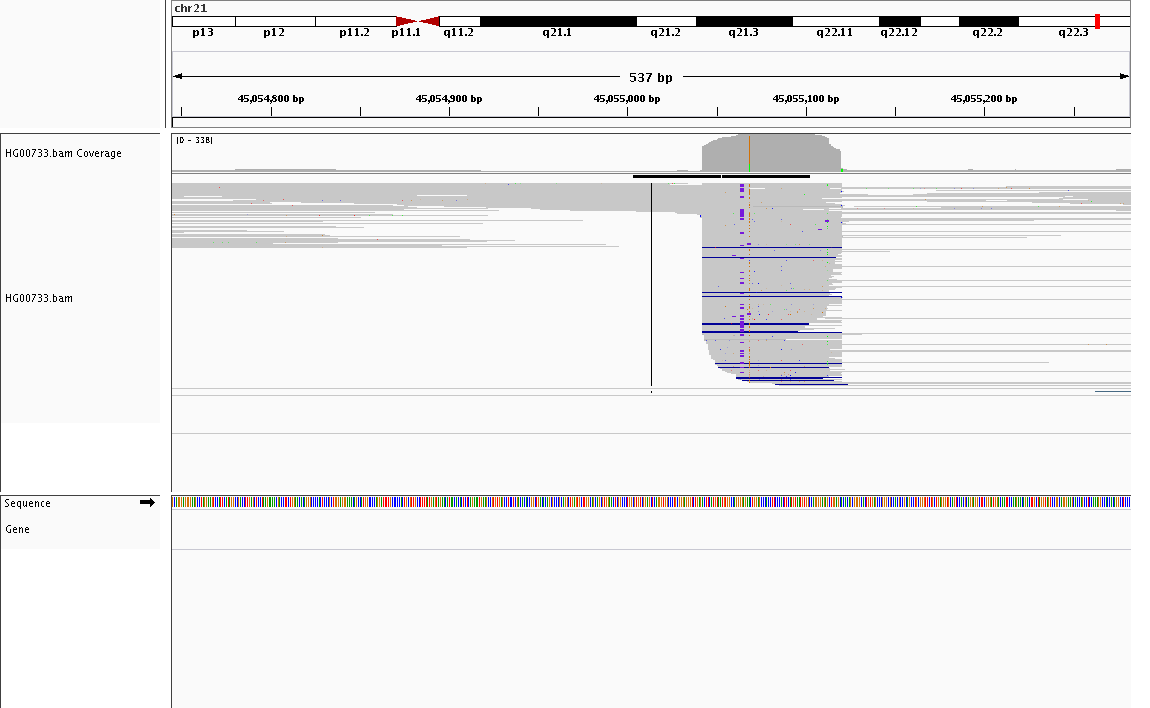 chr21
p13 p12 p11.2 p11.1 q11.2 q21.1 q21.2 q21.3 q22.11 q22.12 q22.2 q22.3
537 bp
45,054,800 bp 45,054,900 bp 45,055,000 bp 45,055,100 bp 45,055,200 bp
[0 - 338]
HG00733.bam Coverage
HG00733.bam
Sequence
Gene